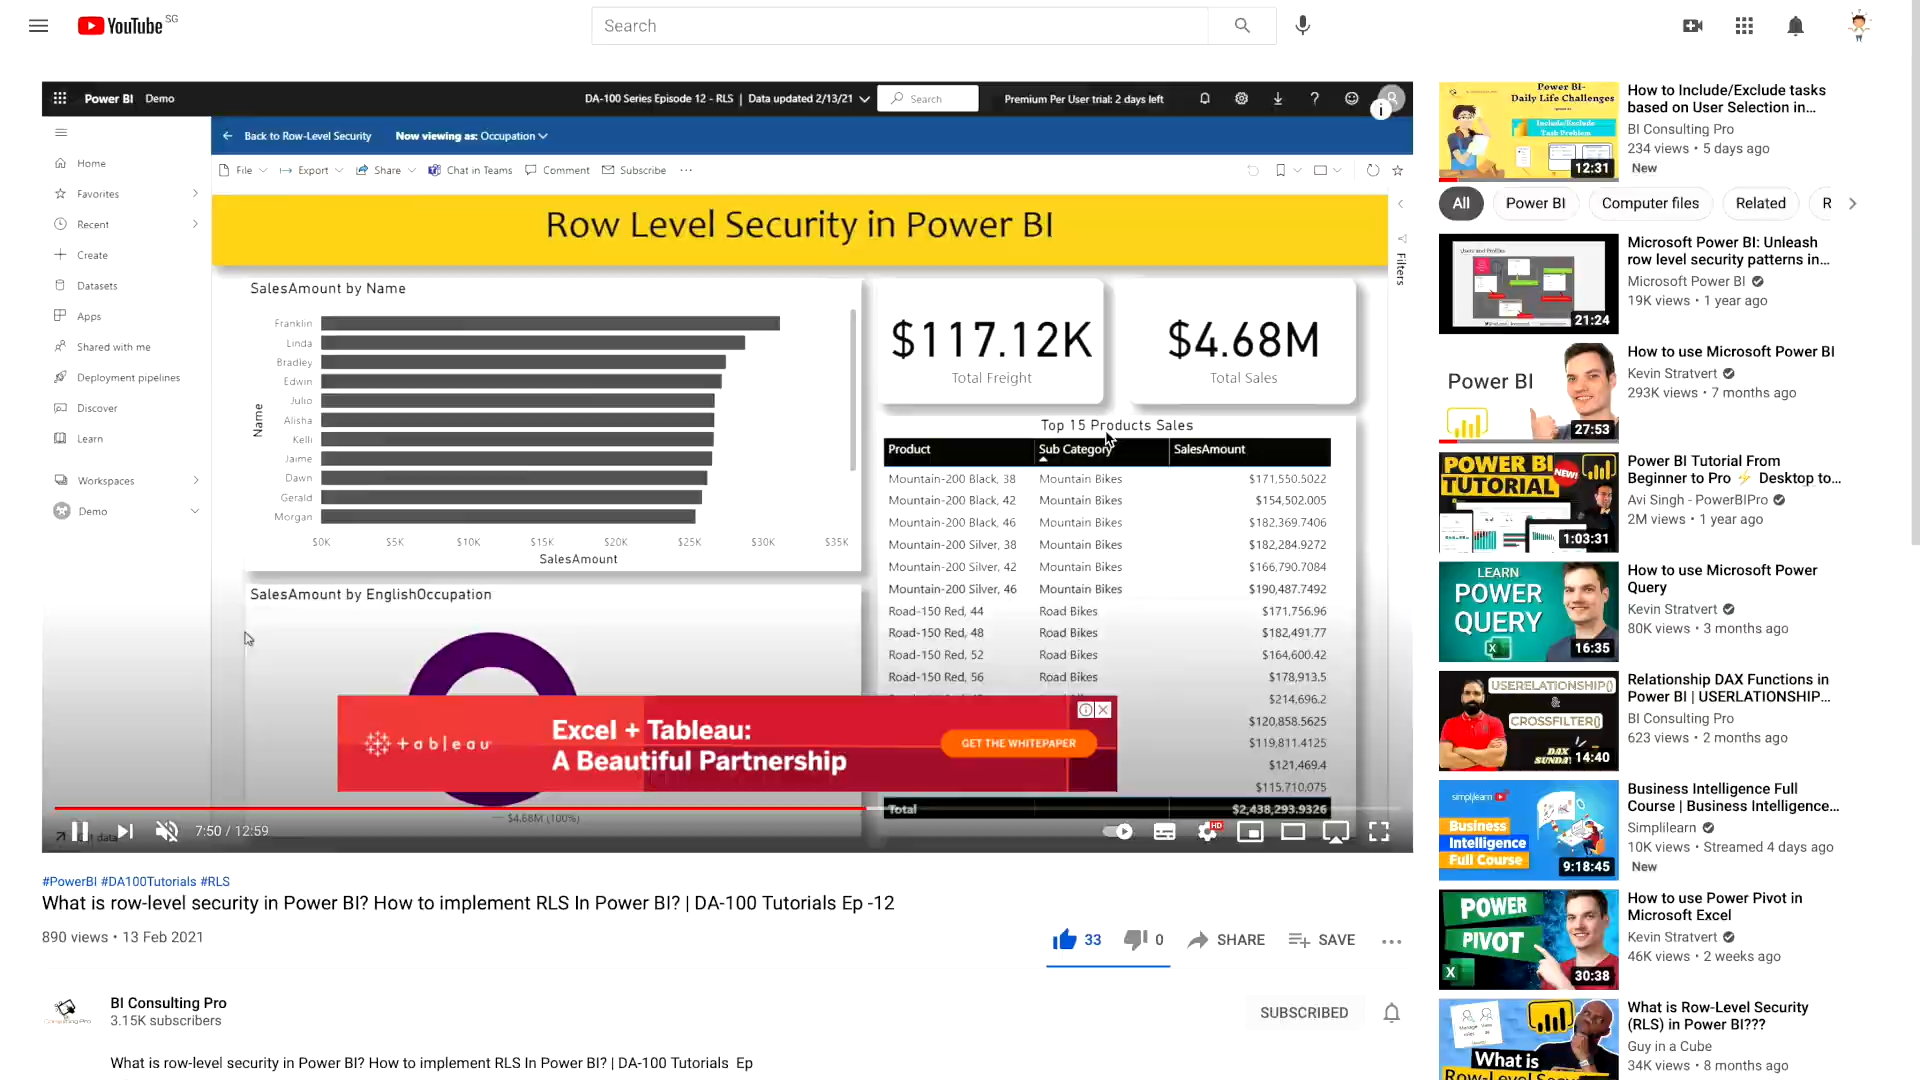 YouTube SG
Search
Power BI Demo
DA-100 Series Episode 12 - RLS | Data updated 2/13/21
Search
Premium Per User trial: 2 days left
Back to Row-Level Security
Now viewing as: Occupation
Home
Favorites
Recent
Create
Datasets
Apps
Shared with me
Deployment pipelines
Discover
Learn
Workspaces
Demo
File Export Share Chat in Teams Comment Subscribe ...
Row Level Security in Power BI
Filters
SalesAmount by Name
Name
Franklin
Linda
Bradley
Edwin
Julio
Alisha
Kelli
Jaime
Dawn
Gerald
Morgan
$0K $5K $10K $15K $20K $25K $30K $35K
SalesAmount
$117.12K
Total Freight
$4.68M
Total Sales
Top 15 Products Sales
Product Sub Category SalesAmount
Mountain-200 Black, 38 Mountain Bikes $171,550.5022
Mountain-200 Black, 42 Mountain Bikes $154,502.005
Mountain-200 Black, 46 Mountain Bikes $182,369.7406
Mountain-200 Silver, 38 Mountain Bikes $182,284.9272
Mountain-200 Silver, 42 Mountain Bikes $166,790.7084
Mountain-200 Silver, 46 Mountain Bikes $190,487.7492
Road-150 Red, 44 Road Bikes $171,756.96
Road-150 Red, 48 Road Bikes $182,491.77
Road-150 Red, 52 Road Bikes $164,600.42
Road-150 Red, 56 Road Bikes $178,913.5
$214,696.2
$120,858.5625
$119,811.4125
$121,469.4
$115,710.075
Total $2,438,293.9326
SalesAmount by EnglishOccupation
$4.68M (100%)
+ableau
Excel + Tableau:
A Beautiful Partnership
GET THE WHITEPAPER
7:50 / 12:59
HD
#PowerBI #DA100Tutorials #RLS
What is row-level security in Power BI? How to implement RLS In Power BI? | DA-100 Tutorials Ep -12
890 views • 13 Feb 2021
33 0 SHARE SAVE ...
BI Consulting Pro
3.15K subscribers
SUBSCRIBED
What is row-level security in Power BI? How to implement RLS In Power BI? | DA-100 Tutorials Ep
Power BI-
Daily Life Challenges
Include/Exclude
Task Problem
12:31
How to Include/Exclude tasks
based on User Selection in...
BI Consulting Pro
234 views • 5 days ago
New
All Power BI Computer files Related R
21:24
Microsoft Power BI: Unleash
row level security patterns in...
Microsoft Power BI
19K views • 1 year ago
Power BI
27:53
How to use Microsoft Power BI
Kevin Stratvert
293K views • 7 months ago
POWER BI
TUTORIAL
NEW!
1:03:31
Power BI Tutorial From
Beginner to Pro ⚡ Desktop to...
Avi Singh - PowerBIPro
2M views • 1 year ago
LEARN
POWER
QUERY
16:35
How to use Microsoft Power
Query
Kevin Stratvert
80K views • 3 months ago
USERELATIONSHIP()
&
CROSSFILTER()
DAX
SUNDAY
14:40
Relationship DAX Functions in
Power BI | USERLATIONSHIP...
BI Consulting Pro
623 views • 2 months ago
simplilearn
Business
Intelligence
Full Course
9:18:45
Business Intelligence Full
Course | Business Intelligence...
Simplilearn
10K views • Streamed 4 days ago
New
POWER
PIVOT
30:38
How to use Power Pivot in
Microsoft Excel
Kevin Stratvert
46K views • 2 weeks ago
What is
What is Row-Level Security
(RLS) in Power BI???
Guy in a Cube
34K views • 8 months ago